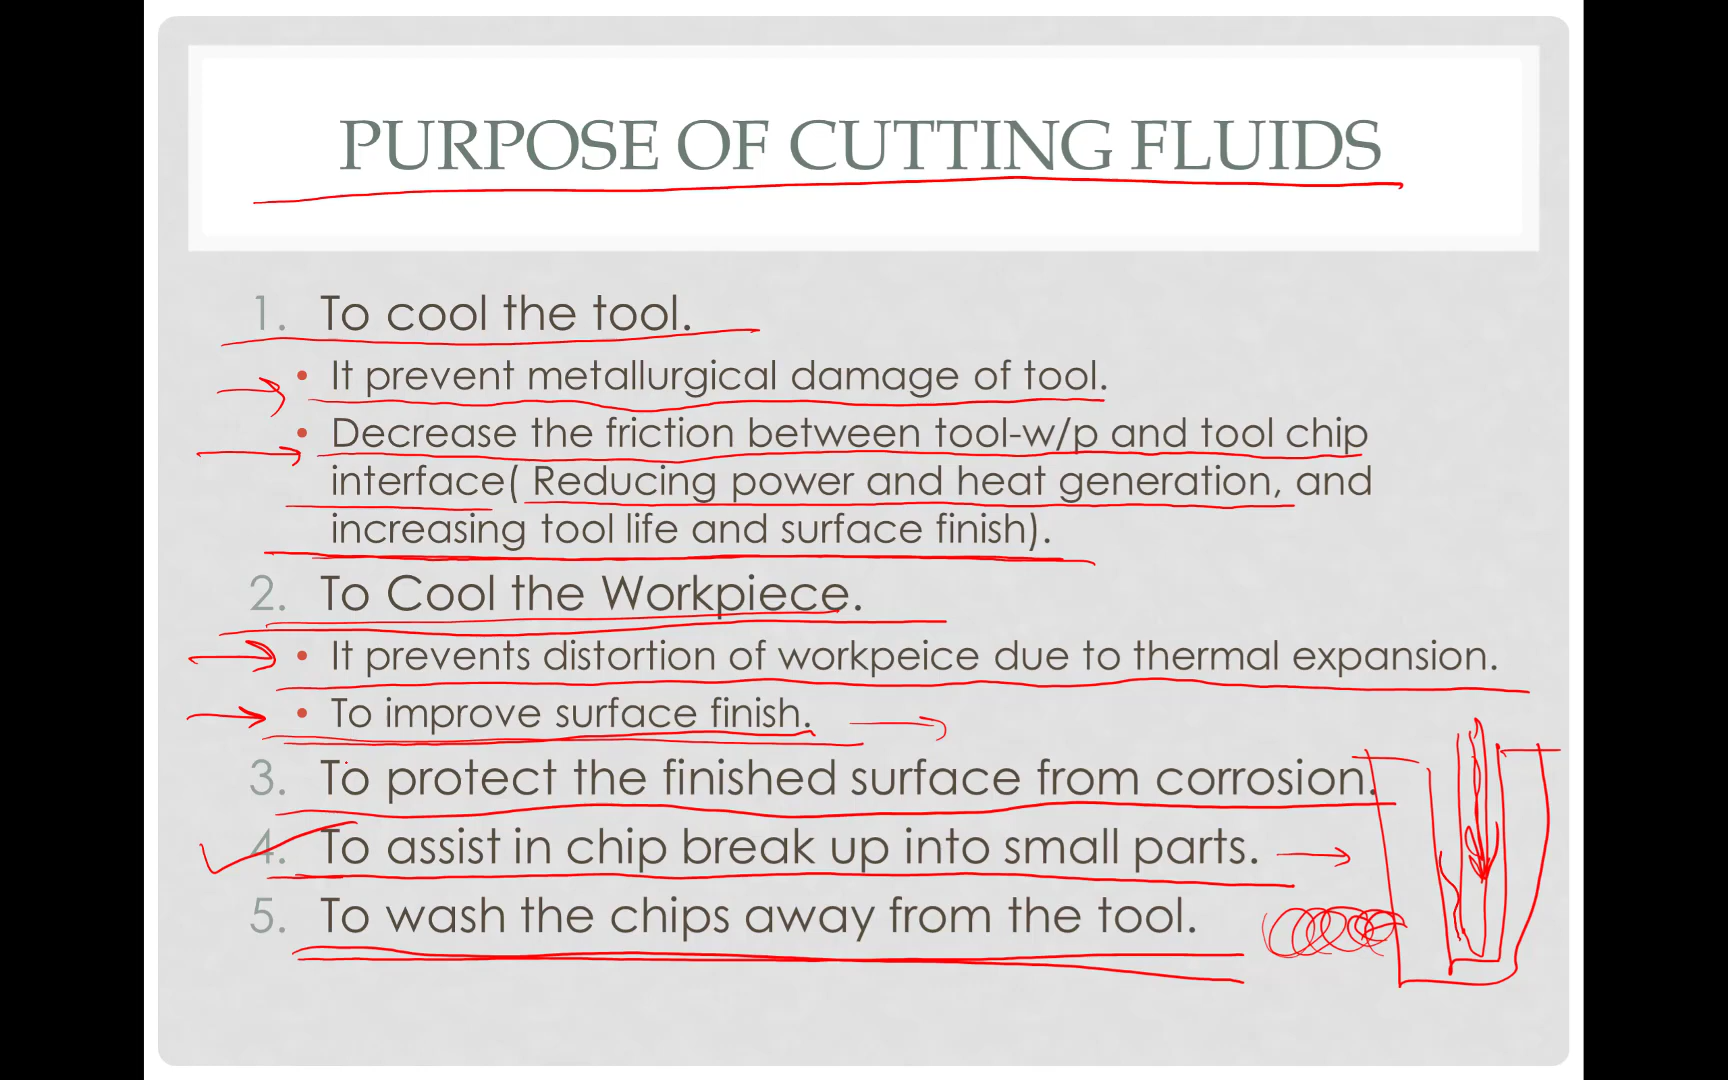 PURPOSE OF CUTTING FLUIDS
1. To cool the tool.
• It prevent metallurgical damage of tool.
• Decrease the friction between tool-w/p and tool chip
interface( Reducing power and heat generation, and
increasing tool life and surface finish).
2. To Cool the Workpiece.
• It prevents distortion of workpeice due to thermal expansion.
• To improve surface finish.
3. To protect the finished surface from corrosion.
4. To assist in chip break up into small parts.
5. To wash the chips away from the tool.